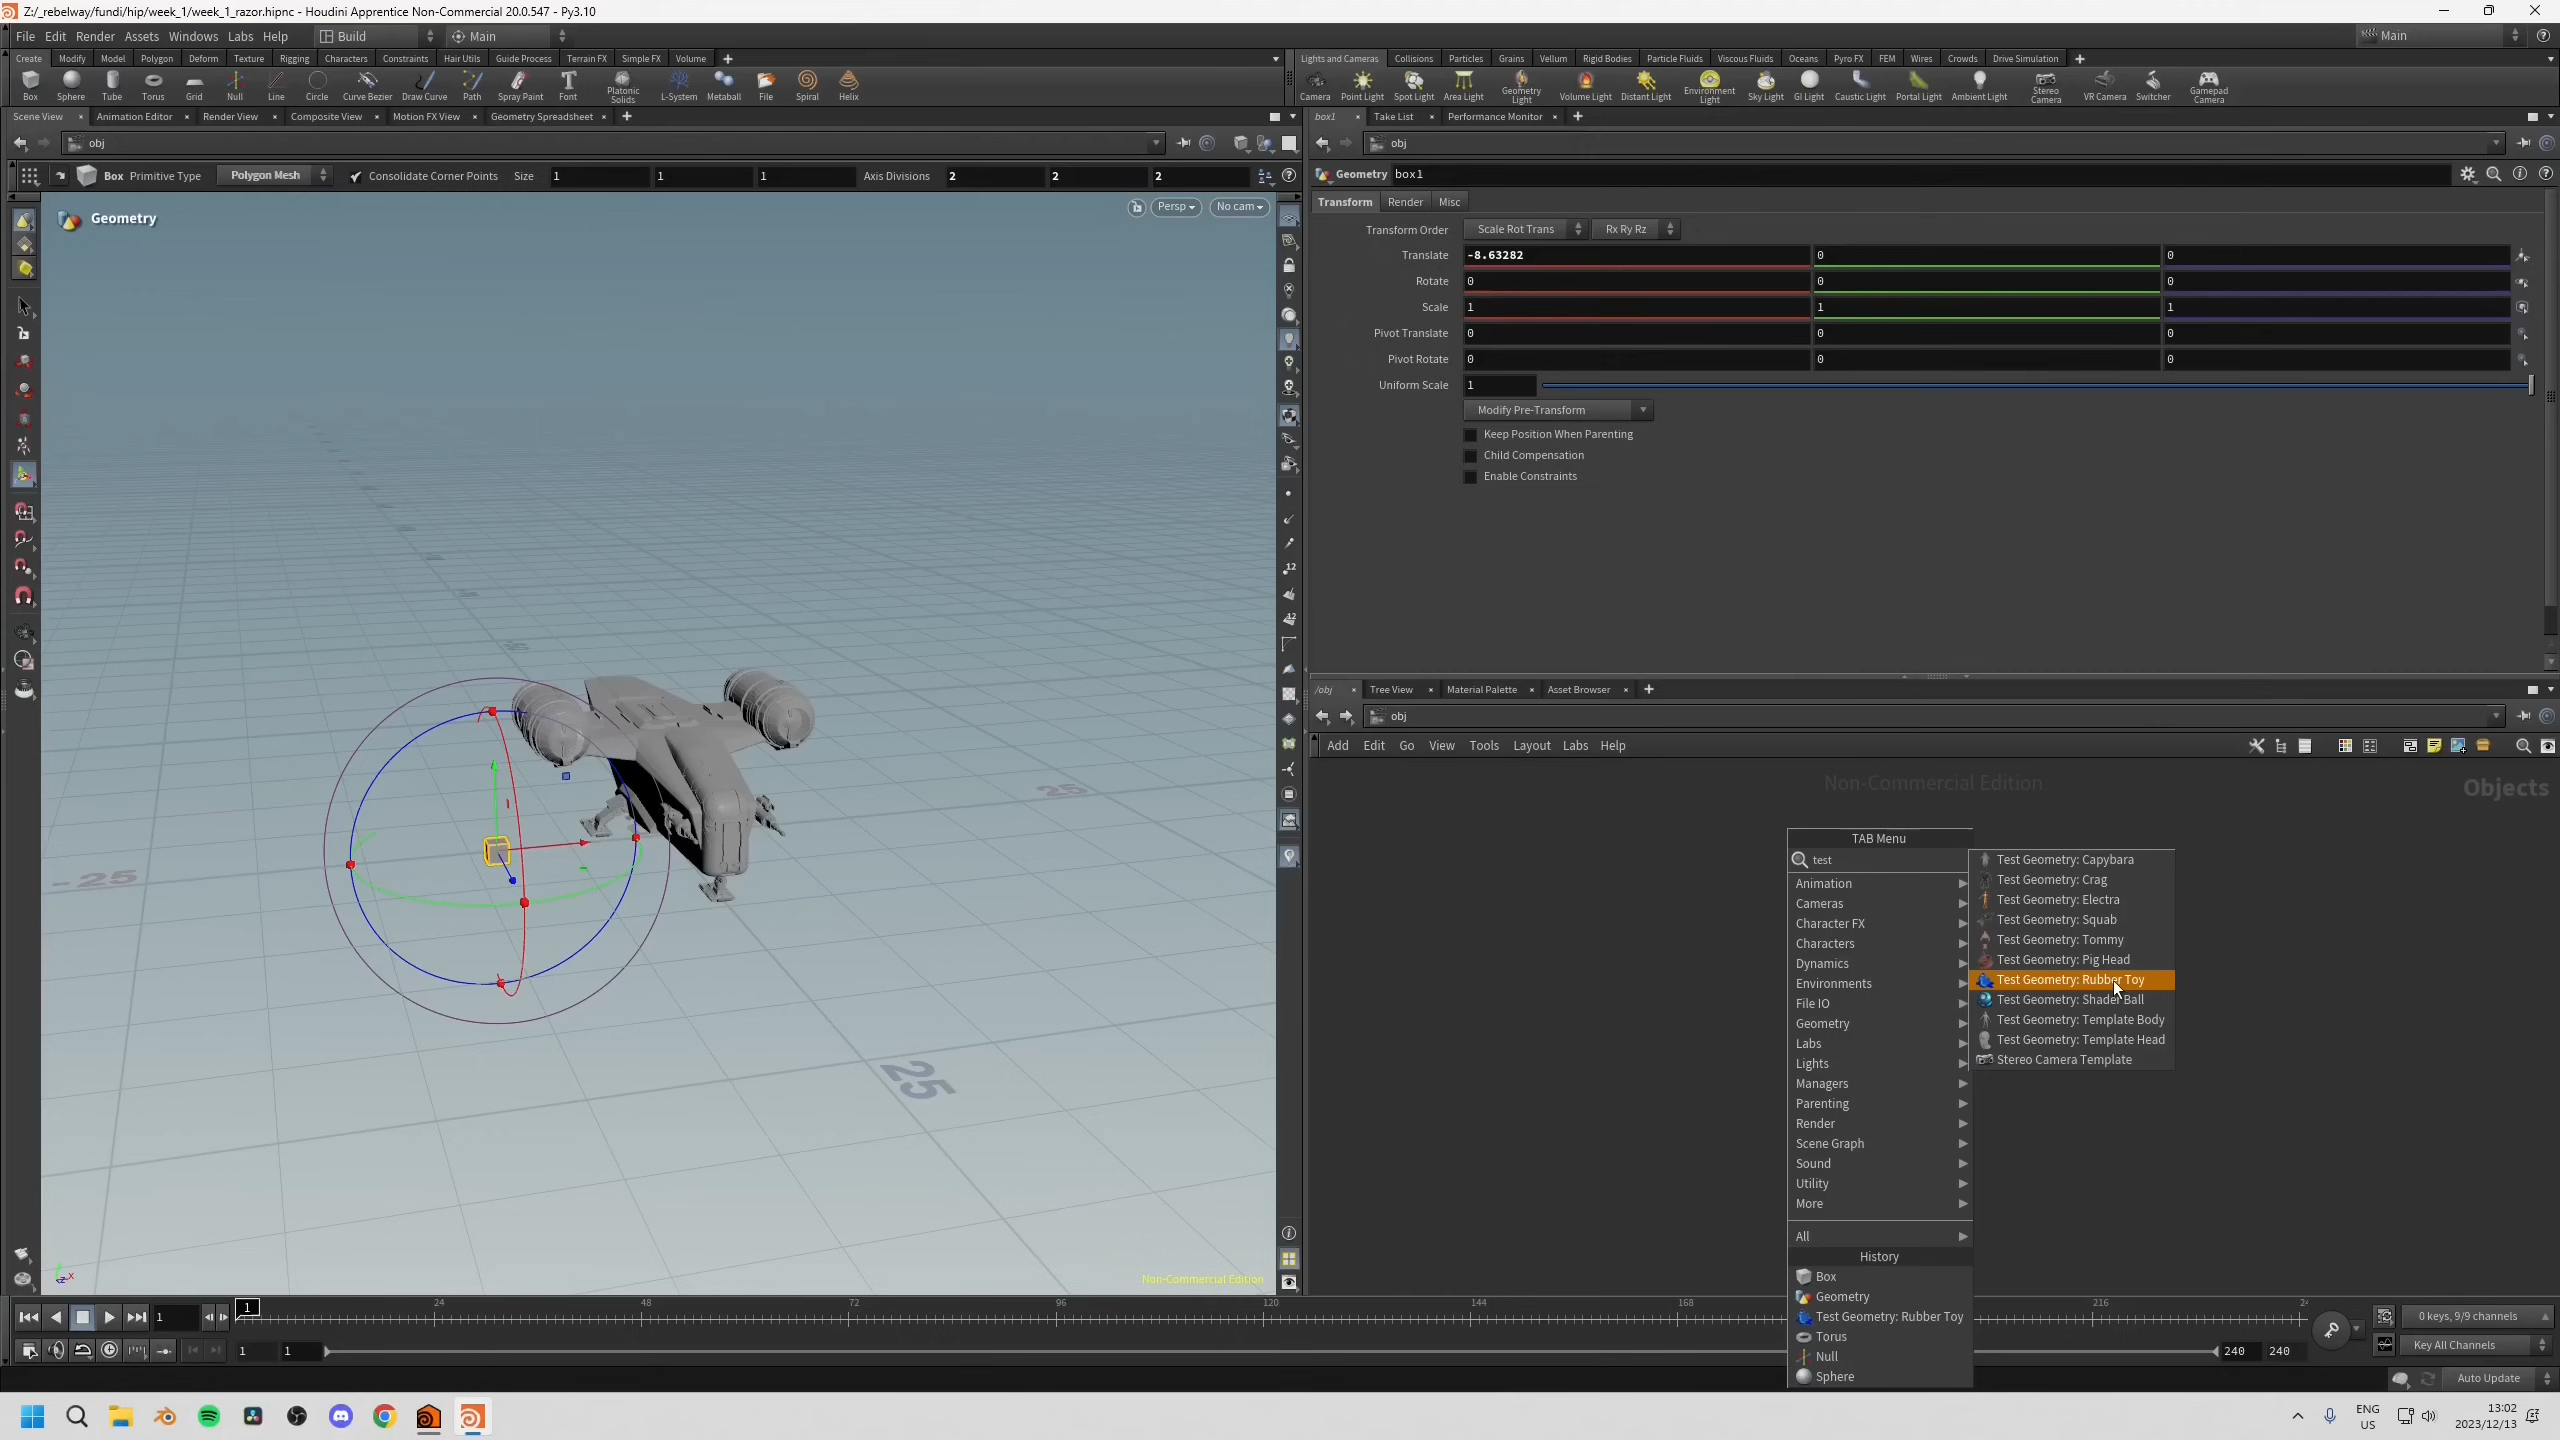 Z:/_rebelway/fundi/hip/week_1/week_1_razor.hipnc - Houdini Apprentice Non-Commercial 20.0.547 - Py3.10
File Edit Render Assets Windows Labs Help Build Main Main
Create Modify Model Polygon Deform Texture Rigging Characters Constraints Hair Utils Guide Process Terrain FX Simple FX Volume
Box Sphere Tube Torus Grid Null Line Circle Curve Bezier Draw Curve Path Spray Paint Font Platonic Solids L-System Metaball File Spiral Helix
Lights and Cameras Collisions Particles Grains Vellum Rigid Bodies Particle Fluids Viscous Fluids Oceans Pyro FX FEM Wires Crowds Drive Simulation
Camera Point Light Spot Light Area Light Geometry Light Volume Light Distant Light Environment Light Sky Light GI Light Caustic Light Portal Light Ambient Light Stereo Camera VR Camera Switcher Gamepad Camera
Scene View Animation Editor Render View Composite View Motion FX View Geometry Spreadsheet
obj
Box Primitive Type Polygon Mesh Consolidate Corner Points Size 1 1 1 Axis Divisions 2 2 2
Geometry
Persp
No cam
-25
25
25
Non-Commercial Edition
12
12
box1 Take List Performance Monitor
obj
Geometry box1
Transform Render Misc
Transform Order Scale Rot Trans Rx Ry Rz
Translate -8.63282 0 0
Rotate 0 0 0
Scale 1 1 1
Pivot Translate 0 0 0
Pivot Rotate 0 0 0
Uniform Scale 1
Modify Pre-Transform
Keep Position When Parenting
Child Compensation
Enable Constraints
/obj Tree View Material Palette Asset Browser
obj
Add Edit Go View Tools Layout Labs Help
Non-Commercial Edition
Objects
TAB Menu
test
Animation
Cameras
Character FX
Characters
Dynamics
Environments
File IO
Geometry
Labs
Lights
Managers
Parenting
Render
Scene Graph
Sound
Utility
More
All
History
Box
Geometry
Test Geometry: Rubber Toy
Torus
Null
Sphere
Test Geometry: Capybara
Test Geometry: Crag
Test Geometry: Electra
Test Geometry: Squab
Test Geometry: Tommy
Test Geometry: Pig Head
Test Geometry: Rubber Toy
Test Geometry: Shader Ball
Test Geometry: Template Body
Test Geometry: Template Head
Stereo Camera Template
1 1 24 48 72 96 120 144 168 216
0 keys, 9/9 channels
1 1 240 240
Key All Channels
Auto Update
ENG
US
13:02
2023/12/13